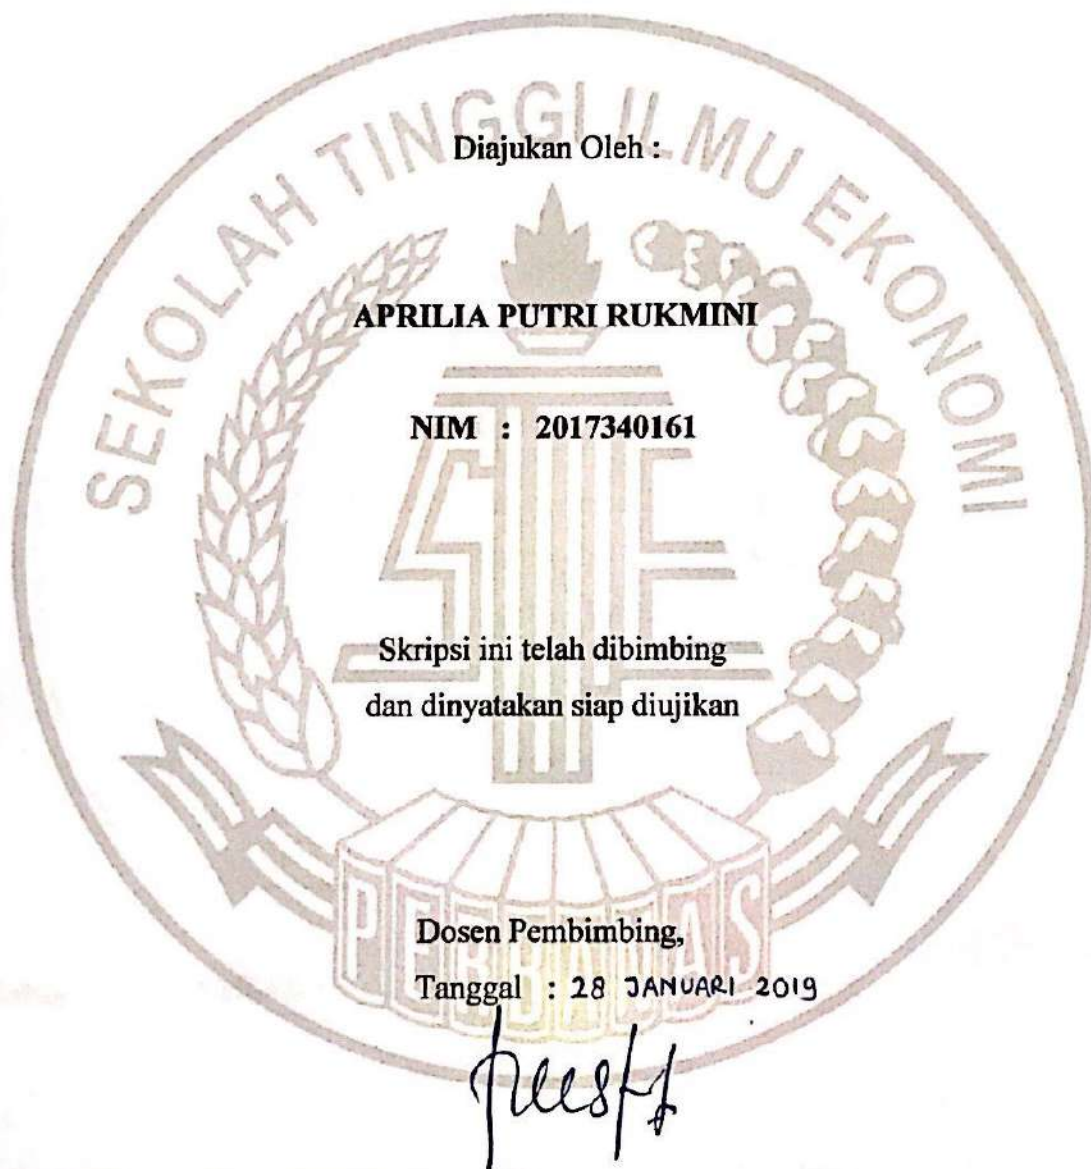 SEKOLAH TINGGI ILMU EKONOMI
Diajukan Oleh :
APRILIA PUTRI RUKMINI
NIM : 2017340161
STIE
Skripsi ini telah dibimbing
dan dinyatakan siap diujikan
PERBANAS
Dosen Pembimbing,
Tanggal : 28 JANUARI 2019